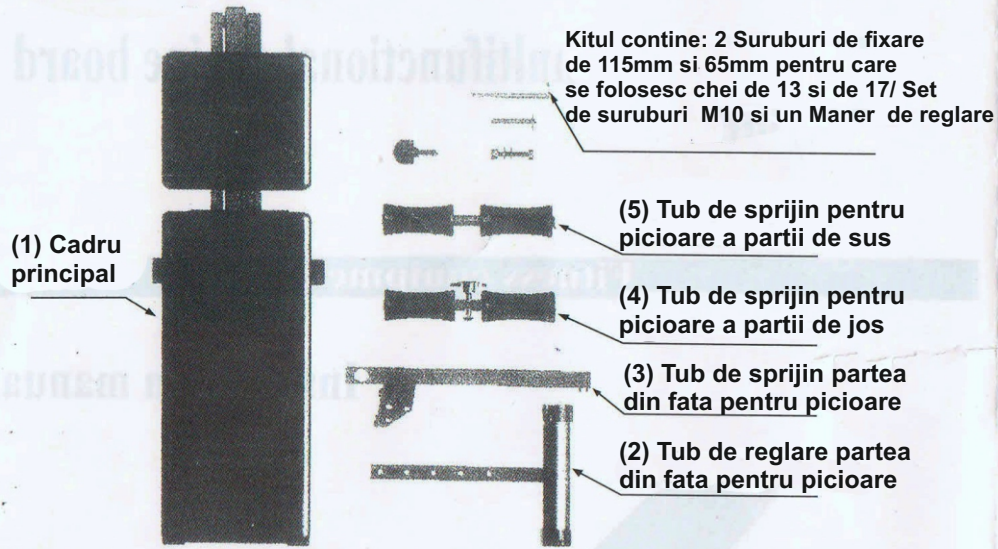 Kitul contine: 2 Suruburi de fixare
de 115mm si 65mm pentru care
se folosesc chei de 13 si de 17/ Set
de suruburi M10 si un Maner de reglare
(5) Tub de sprijin pentru
picioare a partii de sus
(1) Cadru
principal
(4) Tub de sprijin pentru
picioare a partii de jos
(3) Tub de sprijin partea
din fata pentru picioare
(2) Tub de reglare partea
din fata pentru picioare